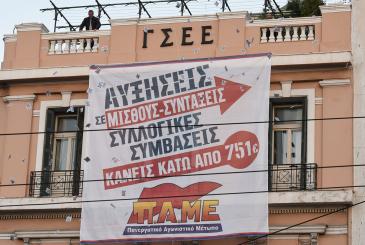 ΓΣΕΕ
ΑΥΞΗΣΕΙΣ
ΣΕ ΜΙΣΘΟΥΣ-ΣΥΝΤΑΞΕΙΣ
ΣΥΛΛΟΓΙΚΕΣ
ΣΥΜΒΑΣΕΙΣ
ΚΑΝΕΙΣ ΚΑΤΩ ΑΠΟ 751€
ΠΑΜΕ
Πανεργατικό Αγωνιστικό Μέτωπο